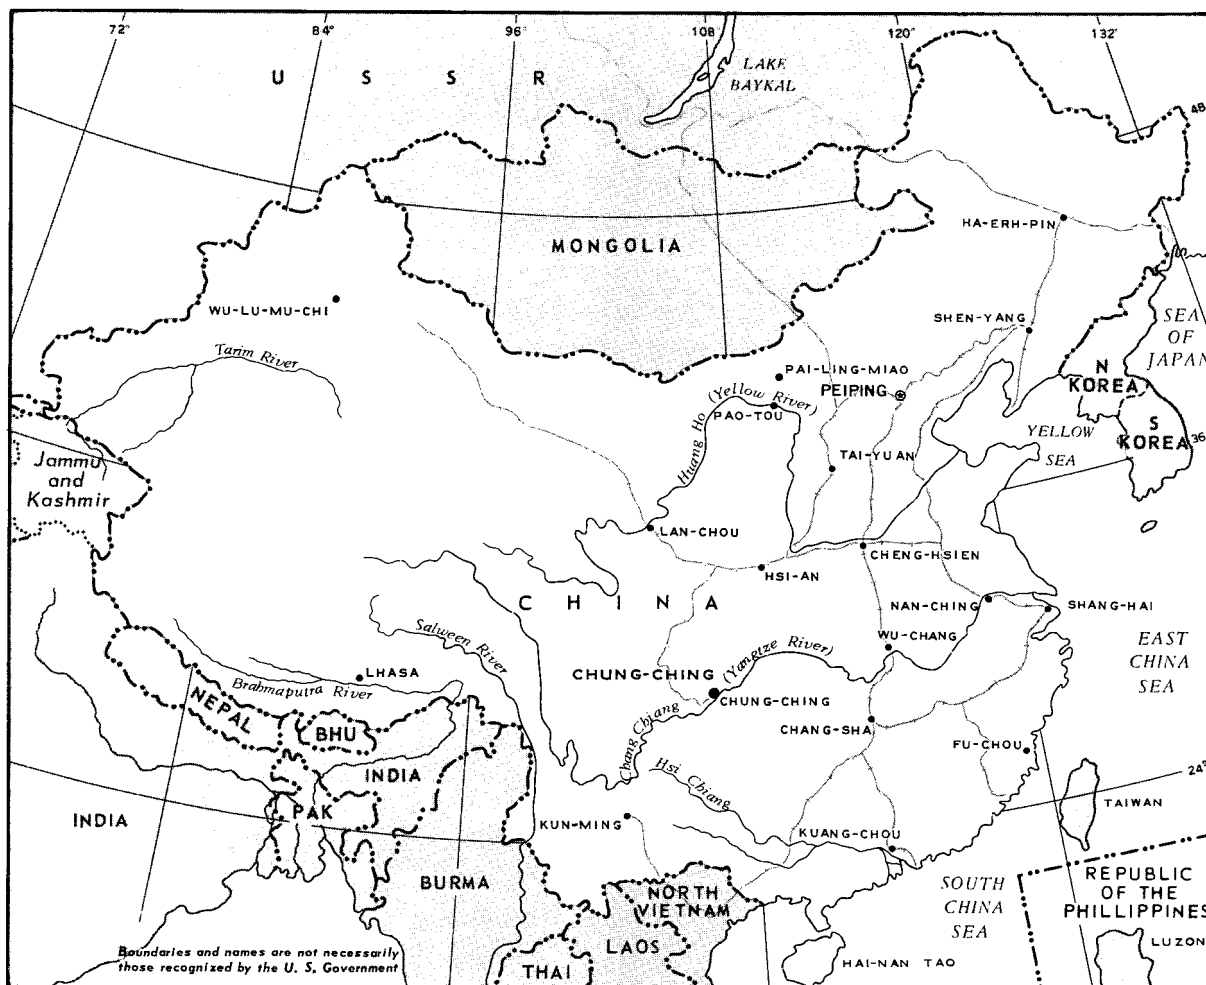 72°
84°
96°
108°
120°
132°
U S S R
LAKE
BAYKAL
48
HA-ERH-PIN
MONGOLIA
WU-LU-MU-CHI
SHEN-YANG
SEA
OF
JAPAN
Tarim River
PAI-LING-MIAO
PEIPING
N
KOREA
Huang Ho (Yellow River)
PAO-TOU
YELLOW
SEA
S
KOREA
36
TAI-YUAN
Jammu
and
Kashmir
LAN-CHOU
CHENG-HSIEN
HSI-AN
C H I N A
NAN-CHING
SHANG-HAI
Salween River
WU-CHANG
EAST
CHINA
SEA
LHASA
CHUNG-CHING
Chang Chiang (Yangtze River)
Brahmaputra River
CHUNG-CHING
NEPAL
BHU
CHANG-SHA
FU-CHOU
INDIA
Hsi Chiang
24°
PAK
TAIWAN
INDIA
KUN-MING
KUANG-CHOU
BURMA
NORTH
VIETNAM
SOUTH
CHINA
SEA
REPUBLIC
OF THE
PHILLIPPINES
LAOS
LUZON
Boundaries and names are not necessarily
those recognized by the U. S. Government
THAI
HAI-NAN TAO